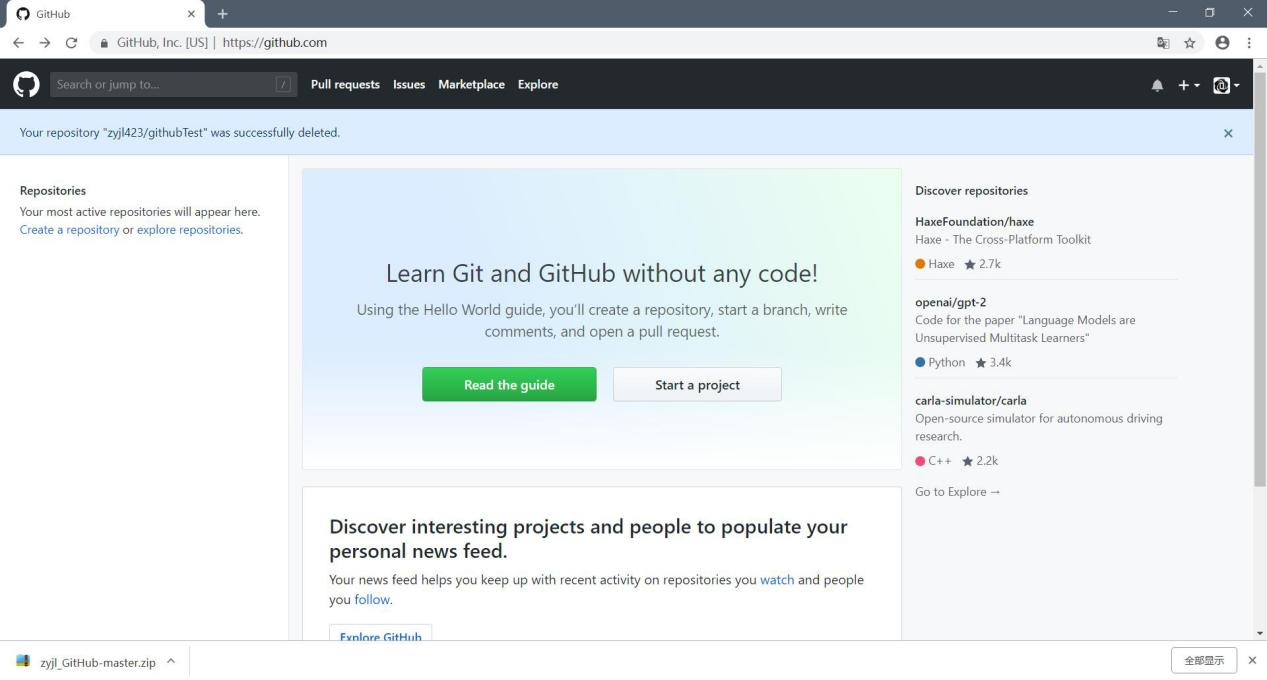 GitHub
GitHub, Inc. [US] | https://github.com
Search or jump to... /
Pull requests Issues Marketplace Explore
Your repository "zyjl423/githubTest" was successfully deleted.
Repositories
Your most active repositories will appear here.
Create a repository or explore repositories.
Learn Git and GitHub without any code!
Using the Hello World guide, you’ll create a repository, start a branch, write
comments, and open a pull request.
Read the guide Start a project
Discover interesting projects and people to populate your
personal news feed.
Your news feed helps you keep up with recent activity on repositories you watch and people
you follow.
Explore GitHub
Discover repositories
HaxeFoundation/haxe
Haxe - The Cross-Platform Toolkit
Haxe ★ 2.7k
openai/gpt-2
Code for the paper "Language Models are
Unsupervised Multitask Learners"
Python ★ 3.4k
carla-simulator/carla
Open-source simulator for autonomous driving
research.
C++ ★ 2.2k
Go to Explore →
zyjl_GitHub-master.zip
全部显示